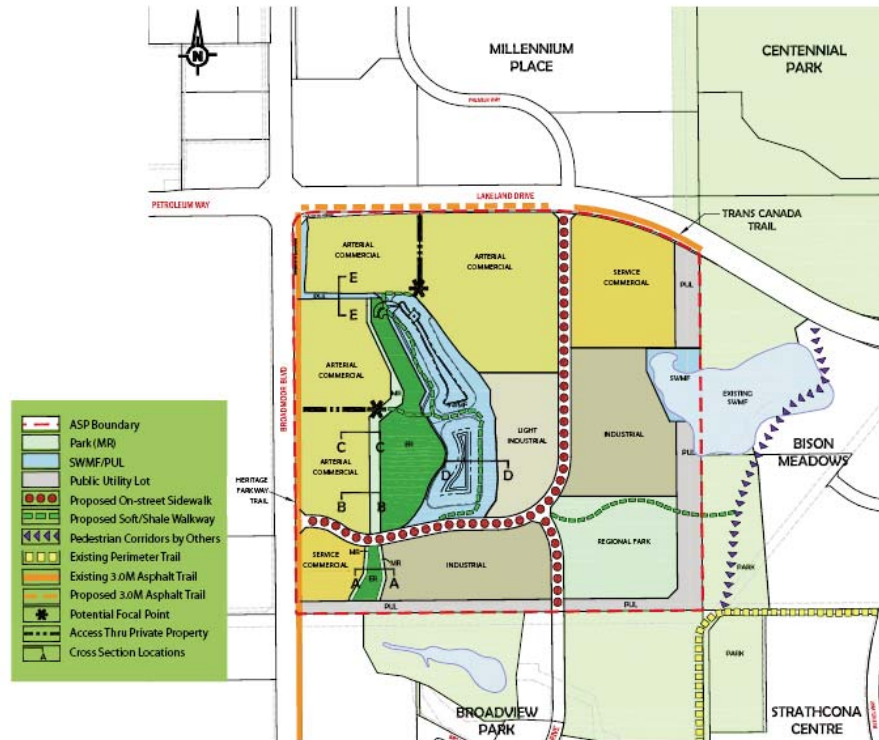 N
MILLENNIUM
PLACE
CENTENNIAL
PARK
PETROLEUM WAY
LAKELAND DRIVE
TRANS CANADA
TRAIL
ARTERIAL
COMMERCIAL
ARTERIAL
COMMERCIAL
SERVICE
COMMERCIAL
PUL
E
PUL
E
ARTERIAL
COMMERCIAL
BROADMOOR BLVD
MR
SWMF
EXISTING
SWMF
LIGHT
INDUSTRIAL
INDUSTRIAL
BISON
MEADOWS
C
C
ER
D
D
PUL
ARTERIAL
COMMERCIAL
HERITAGE
PARKWAY
TRAIL
B
B
REGIONAL PARK
SERVICE
COMMERCIAL
MR
MR
INDUSTRIAL
A
ER
A
PARK
PUL
PUL
PARK
BROADVIEW
PARK
STRATHCONA
CENTRE
ASP Boundary
Park (MR)
SWMF/PUL
Public Utility Lot
Proposed On-street Sidewalk
Proposed Soft/Shale Walkway
Pedestrian Corridors by Others
Existing Perimeter Trail
Existing 3.0M Asphalt Trail
Proposed 3.0M Asphalt Trail
Potential Focal Point
Access Thru Private Property
A
Cross Section Locations